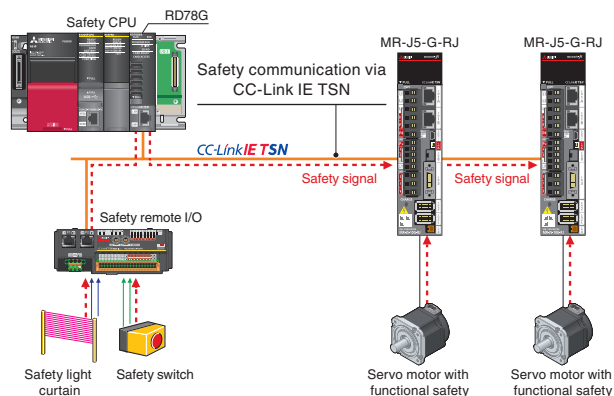 Safety CPU
RD78G
MR-J5-G-RJ
MR-J5-G-RJ
Safety communication via
CC-Link IE TSN
CC-Link IE TSN
Safety signal
Safety signal
Safety remote I/O
Safety light
curtain
Safety switch
Servo motor with
functional safety
Servo motor with
functional safety